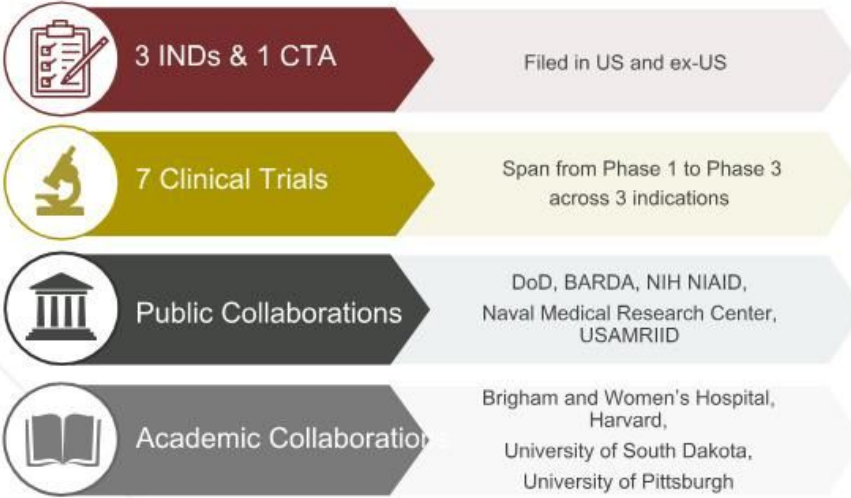 3 INDs & 1 CTA
Filed in US and ex-US
7 Clinical Trials
Span from Phase 1 to Phase 3
across 3 indications
Public Collaborations
DoD, BARDA, NIH NIAID,
Naval Medical Research Center,
USAMRIID
Academic Collaborations
Brigham and Women's Hospital,
Harvard,
University of South Dakota,
University of Pittsburgh